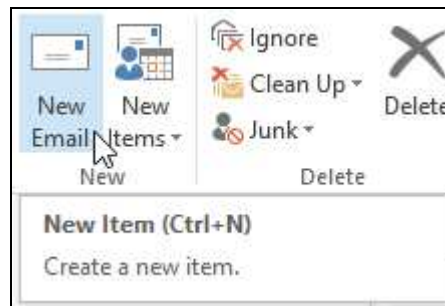 New Email
New Items
Ignore
Clean Up
Junk
Delete
New
Delete
New Item (Ctrl+N)
Create a new item.